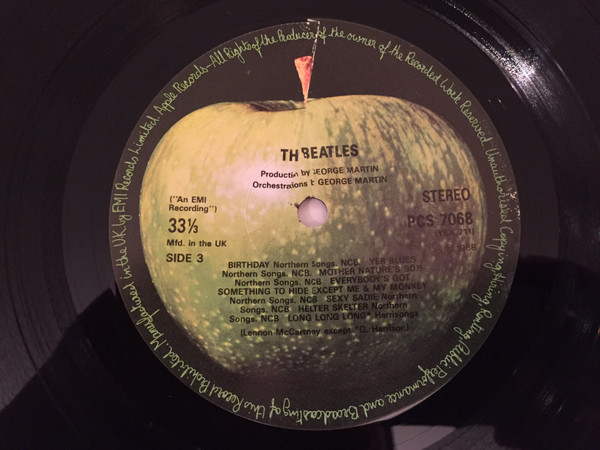 TH BEATLES
Production by GEORGE MARTIN
Orchestrations b GEORGE MARTIN
("An EMI
Recording")
STEREO
33⅓
PCS 7068
Mfd. in the UK
SIDE 3
BIRTHDAY Northern Songs. NCB YER BLUES
Northern Songs. NCB. MOTHER NATURE'S SON
Northern Songs. NCB EVERYBODY'S GOT
SOMETHING TO HIDE EXCEPT ME & MY MONKEY
Northern Songs. NCB SEXY SADIE Northern
Songs. NCB HELTER SKELTER Northern
Songs. NCB LONG LONG LONG* Harrisongs
(Lennon-McCartney except *G. Harrison)
Manufactured in the U.K. by EMI Records Limited. Apple Records—All Rights of the Producer & of the owner of the Recorded Work Reserved. Unauthorised Copying, Hiring, Lending, Public Performance and Broadcasting of this Record Prohibited.